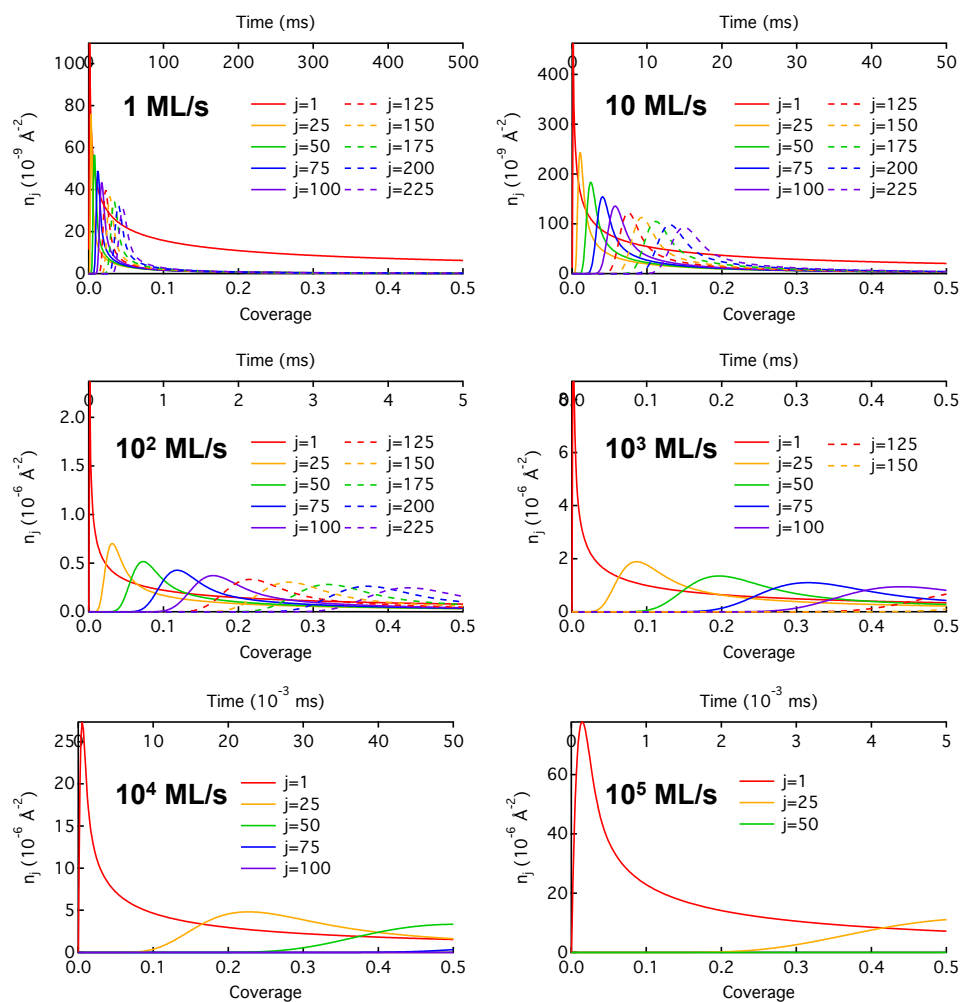 Time (ms)
0 100 200 300 400 500
100
80
60
40
20
0
n_j (10^-9 Å^-2)
1 ML/s
j=1 j=125
j=25 j=150
j=50 j=175
j=75 j=200
j=100 j=225
0.0 0.1 0.2 0.3 0.4 0.5
Coverage
Time (ms)
0 10 20 30 40 50
400
300
200
100
0
n_j (10^-9 Å^-2)
10 ML/s
j=1 j=125
j=25 j=150
j=50 j=175
j=75 j=200
j=100 j=225
0.0 0.1 0.2 0.3 0.4 0.5
Coverage
Time (ms)
0 1 2 3 4 5
2.0
1.5
1.0
0.5
0.0
n_j (10^-6 Å^-2)
10^2 ML/s
j=1 j=125
j=25 j=150
j=50 j=175
j=75 j=200
j=100 j=225
0.0 0.1 0.2 0.3 0.4 0.5
Coverage
Time (ms)
0.0 0.1 0.2 0.3 0.4 0.5
8
6
4
2
0
n_j (10^-6 Å^-2)
10^3 ML/s
j=1 j=125
j=25 j=150
j=50
j=75
j=100
0.0 0.1 0.2 0.3 0.4 0.5
Coverage
Time (10^-3 ms)
0 10 20 30 40 50
25
20
15
10
5
0
n_j (10^-6 Å^-2)
10^4 ML/s
j=1
j=25
j=50
j=75
j=100
0.0 0.1 0.2 0.3 0.4 0.5
Coverage
Time (10^-3 ms)
0 1 2 3 4 5
60
40
20
0
n_j (10^-6 Å^-2)
10^5 ML/s
j=1
j=25
j=50
0.0 0.1 0.2 0.3 0.4 0.5
Coverage